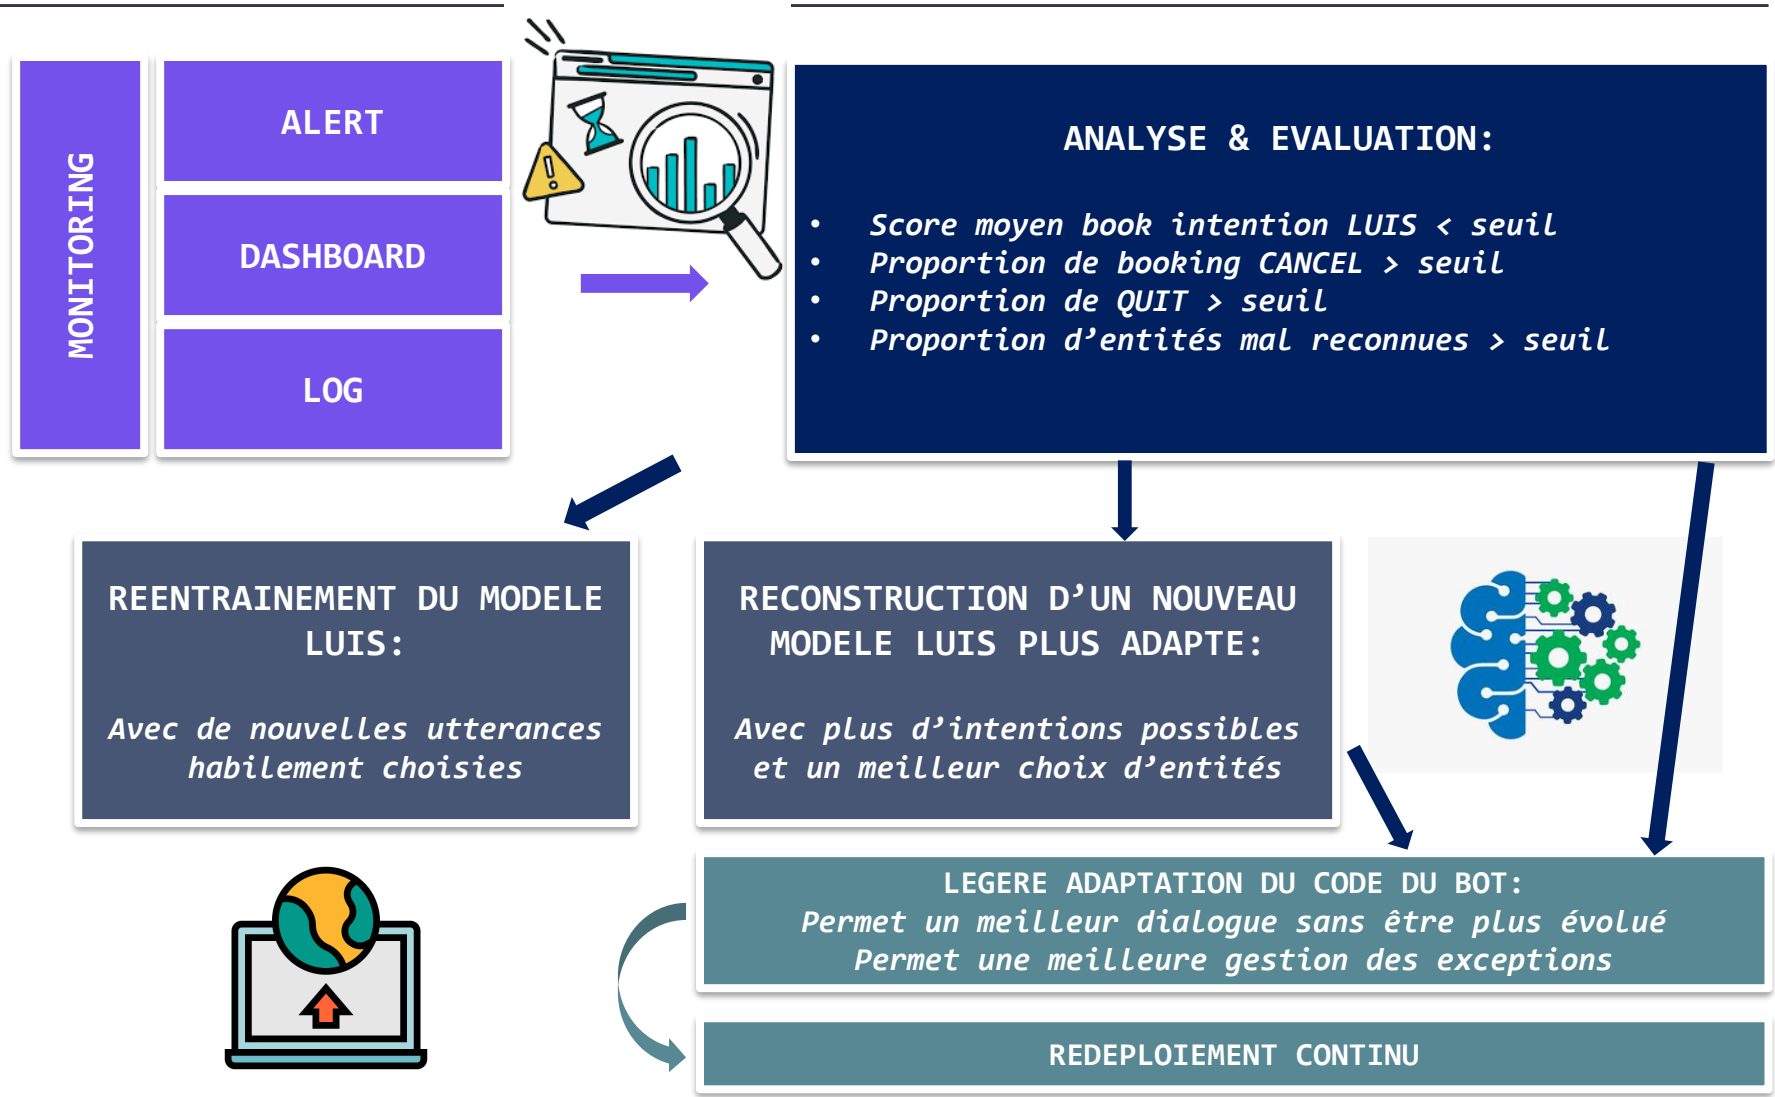 MONITORING
ALERT
DASHBOARD
LOG
ANALYSE & EVALUATION:
• Score moyen book intention LUIS < seuil
• Proportion de booking CANCEL > seuil
• Proportion de QUIT > seuil
• Proportion d’entités mal reconnues > seuil
REENTRAINEMENT DU MODELE
LUIS:
Avec de nouvelles utterances
habilement choisies
RECONSTRUCTION D’UN NOUVEAU
MODELE LUIS PLUS ADAPTE:
Avec plus d’intentions possibles
et un meilleur choix d’entités
LEGERE ADAPTATION DU CODE DU BOT:
Permet un meilleur dialogue sans être plus évolué
Permet une meilleure gestion des exceptions
REDEPLOIEMENT CONTINU